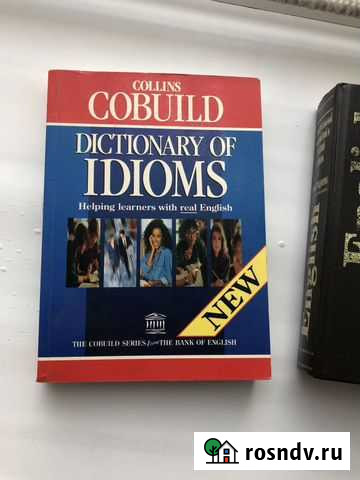 COLLINS
COBUILD
DICTIONARY OF
IDIOMS
Helping learners with real English
NEW
THE COBUILD SERIES from THE BANK OF ENGLISH
English
rosndv.ru